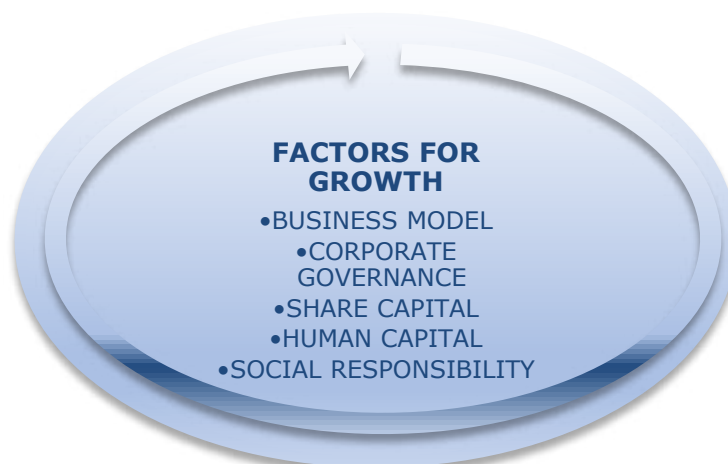 FACTORS FOR
GROWTH
•BUSINESS MODEL
•CORPORATE
GOVERNANCE
•SHARE CAPITAL
•HUMAN CAPITAL
•SOCIAL RESPONSIBILITY